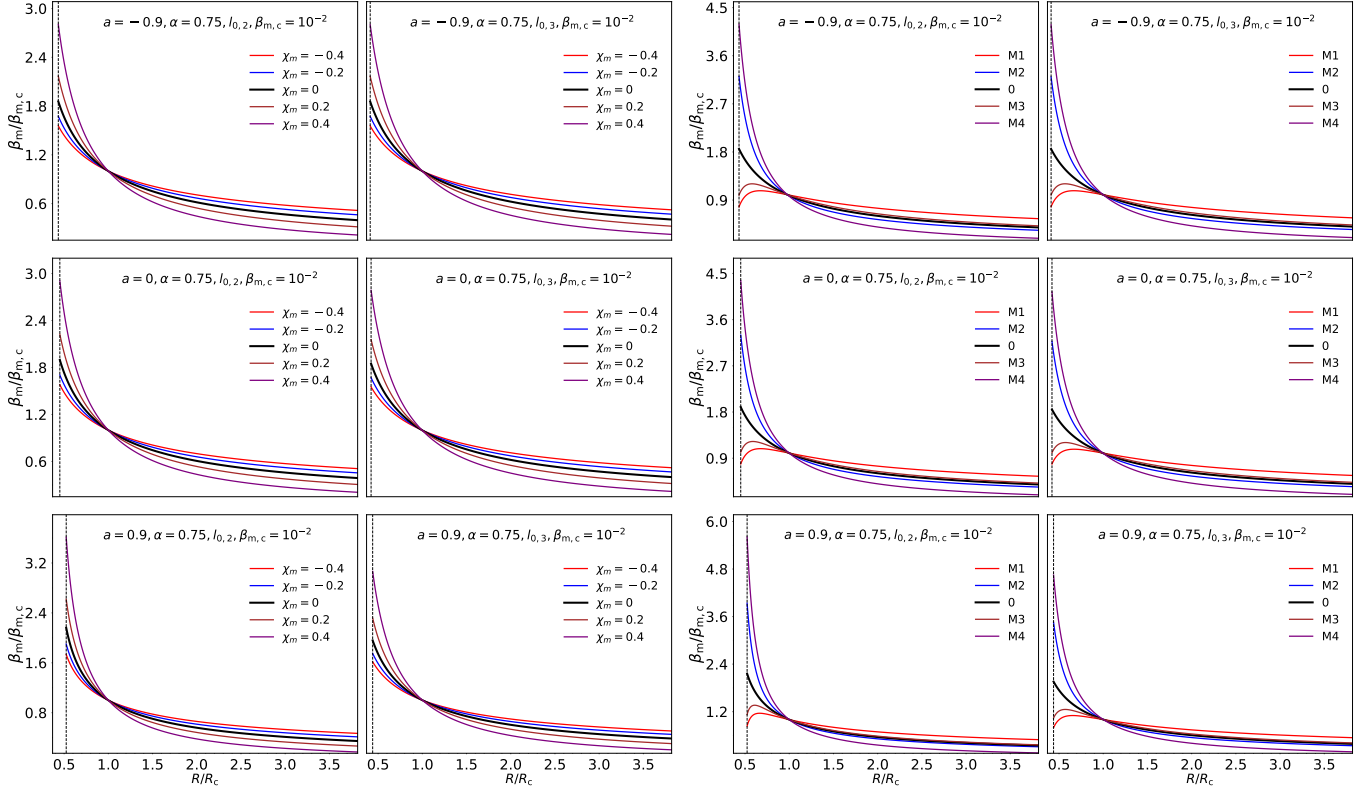 a = −0.9, α = 0.75, l₀,₂, βₘ,c = 10⁻²
χₘ = −0.4
χₘ = −0.2
χₘ = 0
χₘ = 0.2
χₘ = 0.4
3.0
2.4
1.8
1.2
0.6
βₘ/βₘ,c
a = −0.9, α = 0.75, l₀,₃, βₘ,c = 10⁻²
χₘ = −0.4
χₘ = −0.2
χₘ = 0
χₘ = 0.2
χₘ = 0.4
a = −0.9, α = 0.75, l₀,₂, βₘ,c = 10⁻²
M1
M2
0
M3
M4
4.5
3.6
2.7
1.8
0.9
βₘ/βₘ,c
a = −0.9, α = 0.75, l₀,₃, βₘ,c = 10⁻²
M1
M2
0
M3
M4
a = 0, α = 0.75, l₀,₂, βₘ,c = 10⁻²
χₘ = −0.4
χₘ = −0.2
χₘ = 0
χₘ = 0.2
χₘ = 0.4
3.0
2.4
1.8
1.2
0.6
βₘ/βₘ,c
a = 0, α = 0.75, l₀,₃, βₘ,c = 10⁻²
χₘ = −0.4
χₘ = −0.2
χₘ = 0
χₘ = 0.2
χₘ = 0.4
a = 0, α = 0.75, l₀,₂, βₘ,c = 10⁻²
M1
M2
0
M3
M4
4.5
3.6
2.7
1.8
0.9
βₘ/βₘ,c
a = 0, α = 0.75, l₀,₃, βₘ,c = 10⁻²
M1
M2
0
M3
M4
a = 0.9, α = 0.75, l₀,₂, βₘ,c = 10⁻²
χₘ = −0.4
χₘ = −0.2
χₘ = 0
χₘ = 0.2
χₘ = 0.4
3.2
2.4
1.6
0.8
βₘ/βₘ,c
0.5 1.0 1.5 2.0 2.5 3.0 3.5
R/R_c
a = 0.9, α = 0.75, l₀,₃, βₘ,c = 10⁻²
χₘ = −0.4
χₘ = −0.2
χₘ = 0
χₘ = 0.2
χₘ = 0.4
0.5 1.0 1.5 2.0 2.5 3.0 3.5
R/R_c
a = 0.9, α = 0.75, l₀,₂, βₘ,c = 10⁻²
M1
M2
0
M3
M4
6.0
4.8
3.6
2.4
1.2
βₘ/βₘ,c
0.5 1.0 1.5 2.0 2.5 3.0 3.5
R/R_c
a = 0.9, α = 0.75, l₀,₃, βₘ,c = 10⁻²
M1
M2
0
M3
M4
0.5 1.0 1.5 2.0 2.5 3.0 3.5
R/R_c